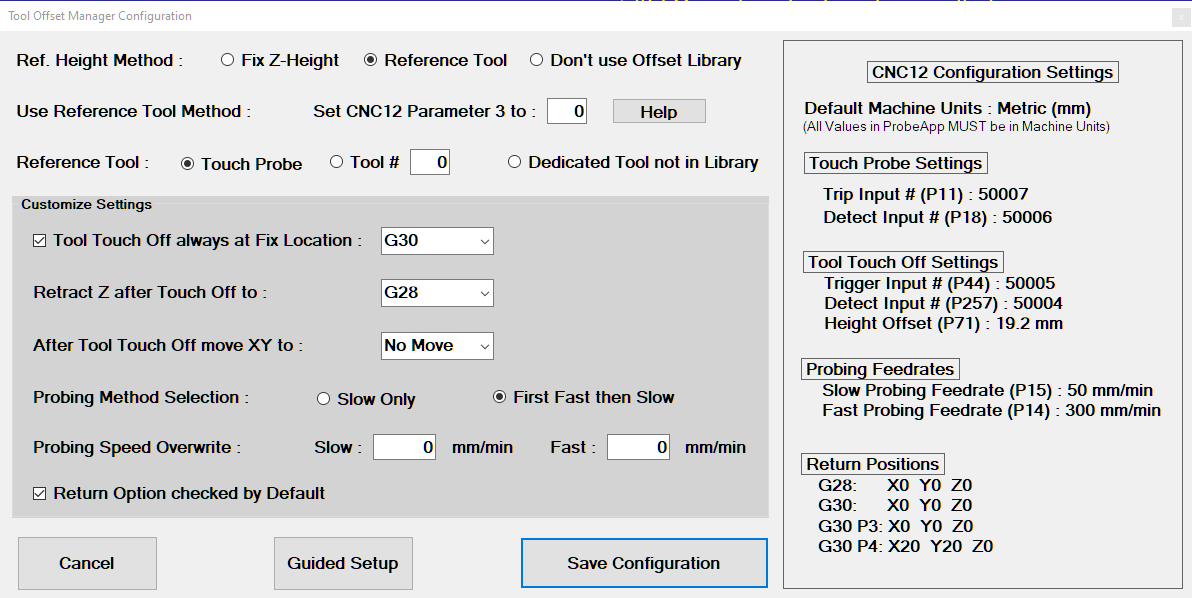 Tool Offset Manager Configuration
x
Ref. Height Method : Fix Z-Height Reference Tool Don't use Offset Library
Use Reference Tool Method : Set CNC12 Parameter 3 to : 0 Help
Reference Tool : Touch Probe Tool # 0 Dedicated Tool not in Library
Customize Settings
Tool Touch Off always at Fix Location : G30
Retract Z after Touch Off to : G28
After Tool Touch Off move XY to : No Move
Probing Method Selection : Slow Only First Fast then Slow
Probing Speed Overwrite : Slow : 0 mm/min Fast : 0 mm/min
Return Option checked by Default
Cancel Guided Setup Save Configuration
CNC12 Configuration Settings
Default Machine Units : Metric (mm)
(All Values in ProbeApp MUST be in Machine Units)
Touch Probe Settings
Trip Input # (P11) : 50007
Detect Input # (P18) : 50006
Tool Touch Off Settings
Trigger Input # (P44) : 50005
Detect Input # (P257) : 50004
Height Offset (P71) : 19.2 mm
Probing Feedrates
Slow Probing Feedrate (P15) : 50 mm/min
Fast Probing Feedrate (P14) : 300 mm/min
Return Positions
G28: X0 Y0 Z0
G30: X0 Y0 Z0
G30 P3: X0 Y0 Z0
G30 P4: X20 Y20 Z0